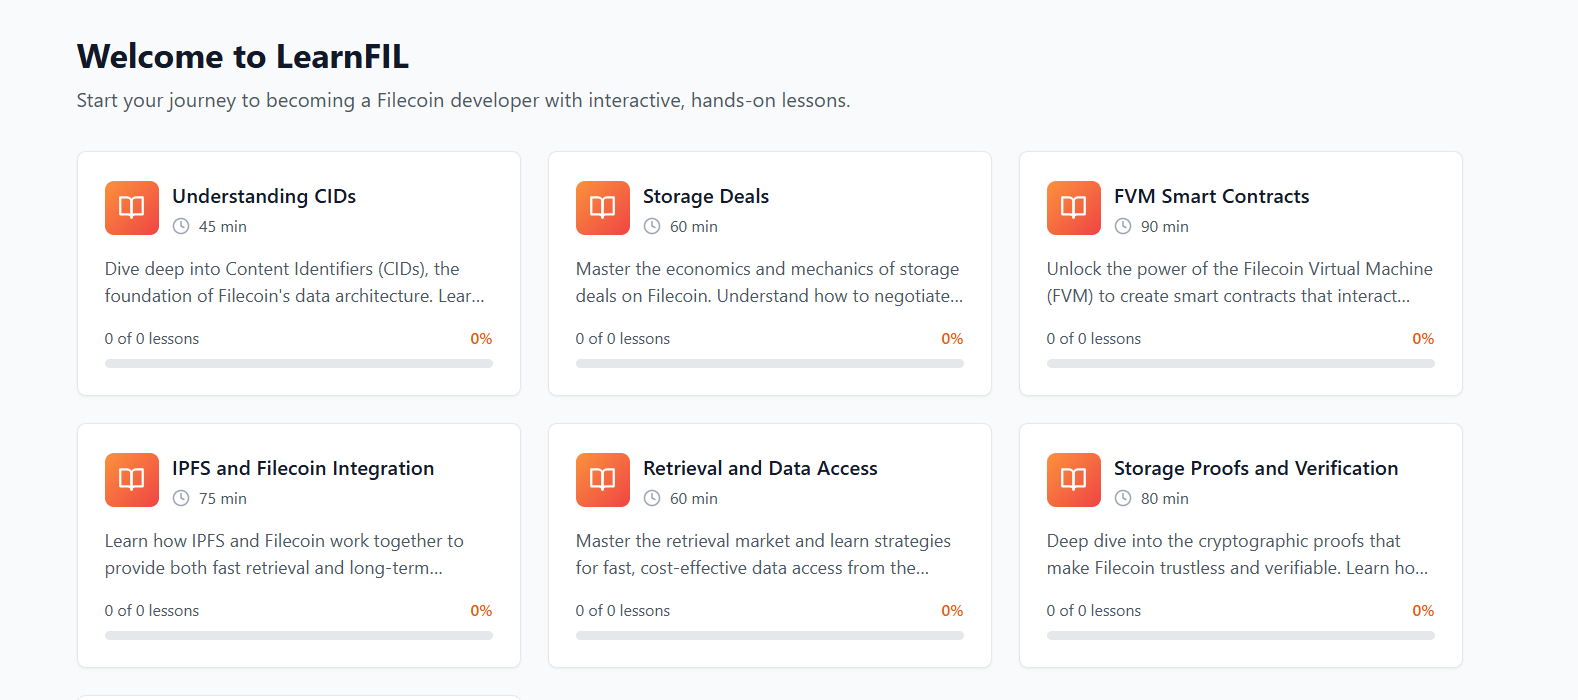 Welcome to LearnFIL
Start your journey to becoming a Filecoin developer with interactive, hands-on lessons.
Understanding CIDs
45 min
Dive deep into Content Identifiers (CIDs), the
foundation of Filecoin's data architecture. Lear...
0 of 0 lessons
0%
Storage Deals
60 min
Master the economics and mechanics of storage
deals on Filecoin. Understand how to negotiate...
0 of 0 lessons
0%
FVM Smart Contracts
90 min
Unlock the power of the Filecoin Virtual Machine
(FVM) to create smart contracts that interact...
0 of 0 lessons
0%
IPFS and Filecoin Integration
75 min
Learn how IPFS and Filecoin work together to
provide both fast retrieval and long-term...
0 of 0 lessons
0%
Retrieval and Data Access
60 min
Master the retrieval market and learn strategies
for fast, cost-effective data access from the...
0 of 0 lessons
0%
Storage Proofs and Verification
80 min
Deep dive into the cryptographic proofs that
make Filecoin trustless and verifiable. Learn ho...
0 of 0 lessons
0%